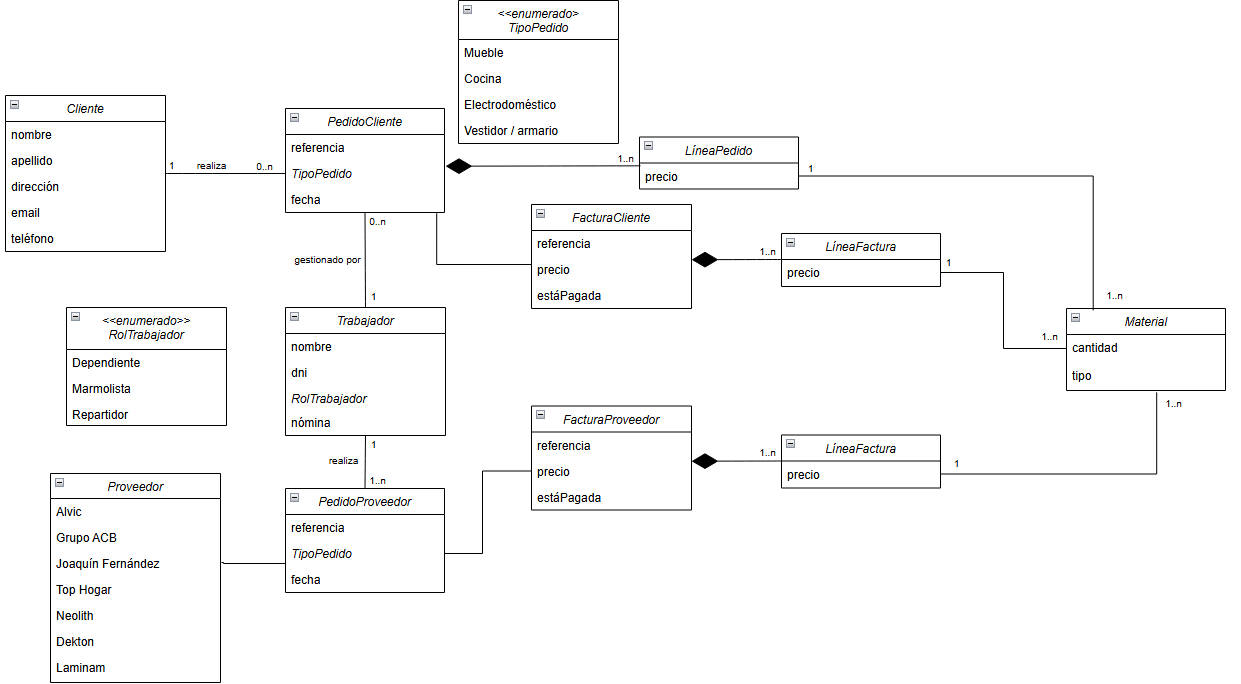 <<enumerado>
TipoPedido
Mueble
Cocina
Electrodoméstico
Vestidor / armario
Cliente
nombre
apellido
dirección
email
teléfono
1
realiza
0..n
PedidoCliente
referencia
TipoPedido
fecha
1..n
LíneaPedido
precio
1
FacturaCliente
referencia
precio
estáPagada
1..n
LíneaFactura
precio
1
0..n
gestionado por
1
1..n
1..n
Material
cantidad
tipo
1..n
<<enumerado>>
RolTrabajador
Dependiente
Marmolista
Repartidor
Trabajador
nombre
dni
RolTrabajador
nómina
1
realiza
1..n
FacturaProveedor
referencia
precio
estáPagada
1..n
LíneaFactura
precio
1
Proveedor
Alvic
Grupo ACB
Joaquín Fernández
Top Hogar
Neolith
Dekton
Laminam
PedidoProveedor
referencia
TipoPedido
fecha